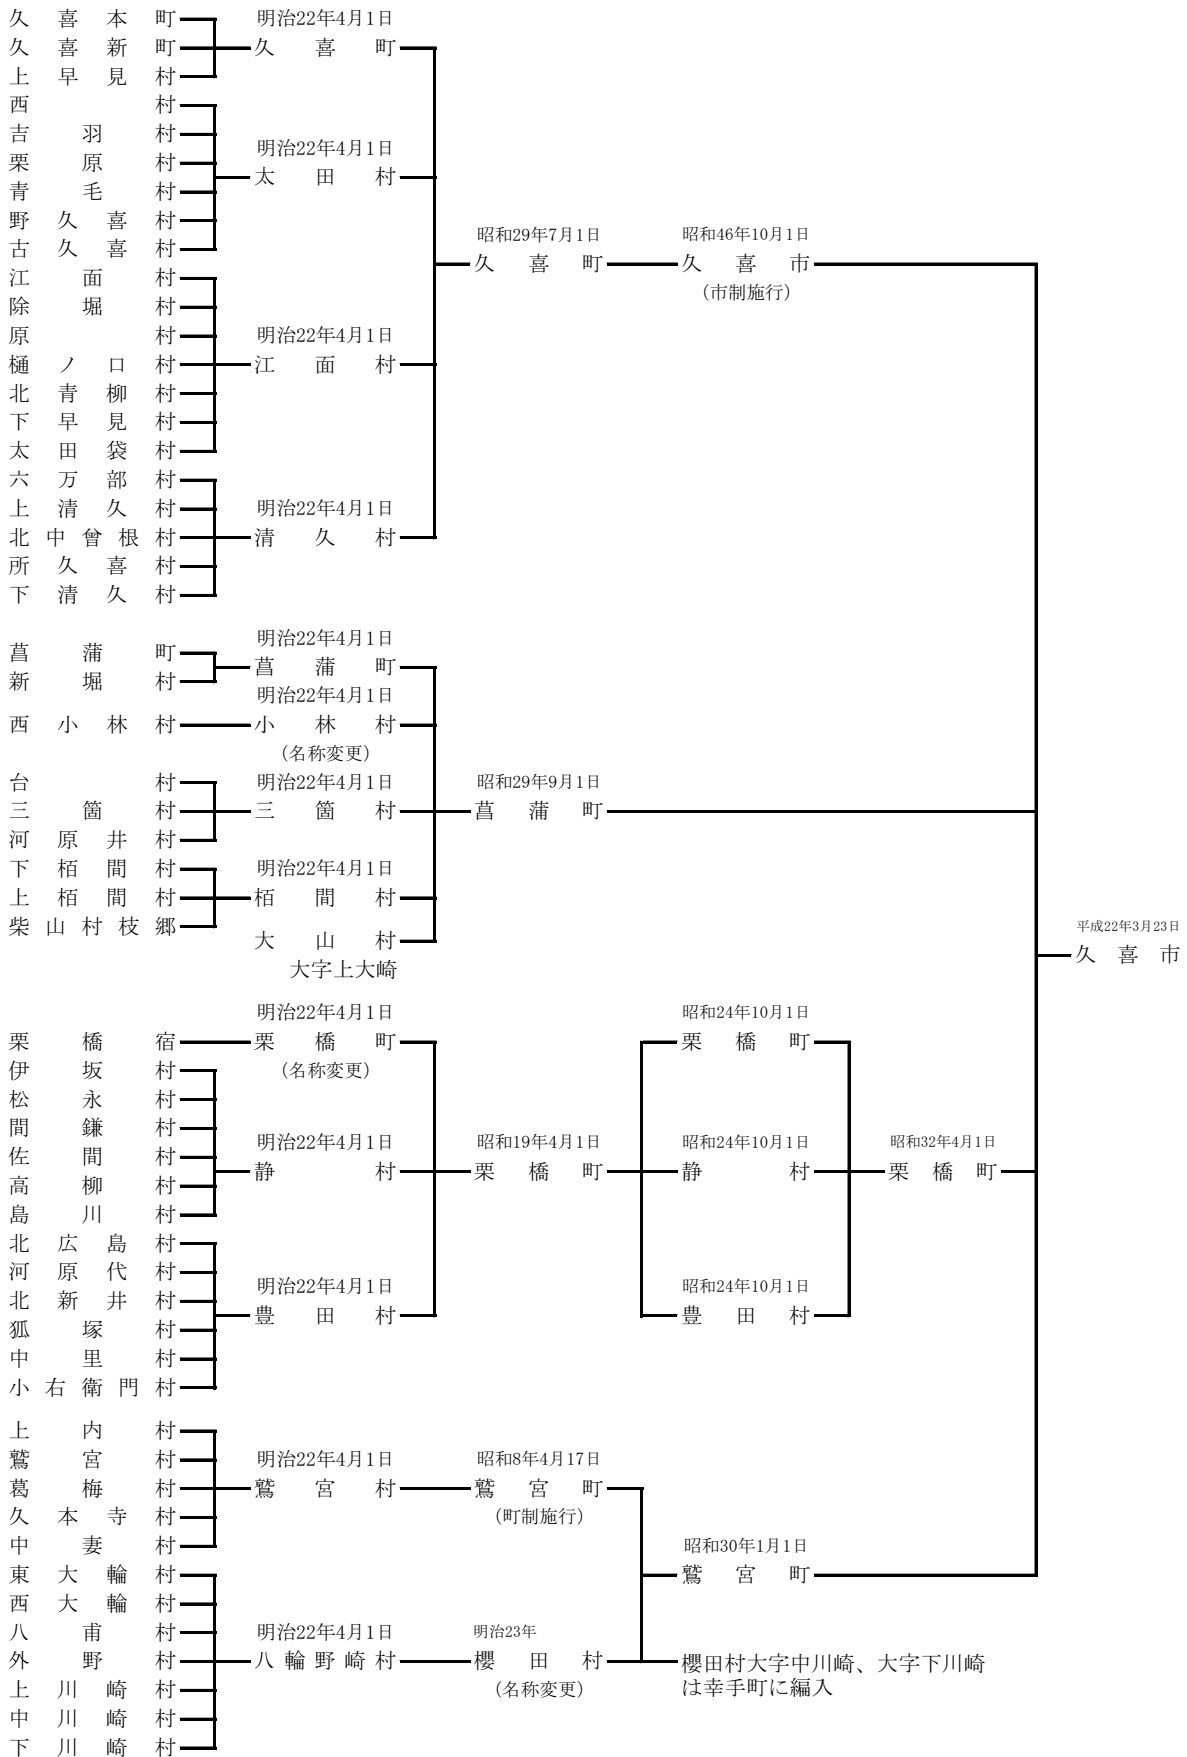 久喜本町
明治22年4月1日
久喜新町
久喜町
上早見村
西村
吉羽村
明治22年4月1日
栗原村
太田村
青毛村
野久喜村
古久喜村
昭和29年7月1日
昭和46年10月1日
久喜町
久喜市
(市制施行)
江面村
除堀村
原村
明治22年4月1日
樋ノ口村
江面村
北青柳村
下早見村
太田袋村
六万部村
上清久村
明治22年4月1日
北中曾根村
清久村
所久喜村
下清久村
菖蒲町
明治22年4月1日
菖蒲町
新堀村
明治22年4月1日
西小林村
小林村
(名称変更)
台村
明治22年4月1日
昭和29年9月1日
三箇村
三箇村
菖蒲町
河原井村
下栢間村
明治22年4月1日
上栢間村
栢間村
柴山村枝郷
大山村
大字上大崎
平成22年3月23日
久喜市
明治22年4月1日
昭和24年10月1日
栗橋宿
栗橋町
栗橋町
(名称変更)
伊坂村
松永村
間鎌村
佐間村
明治22年4月1日
昭和19年4月1日
昭和24年10月1日
昭和32年4月1日
静村
栗橋町
静村
栗橋町
高柳村
島川村
北広島村
河原代村
明治22年4月1日
昭和24年10月1日
北新井村
豊田村
豊田村
狐塚村
中里村
小右衛門村
上内村
鷲宮村
明治22年4月1日
昭和8年4月17日
葛梅村
鷲宮村
鷲宮町
(町制施行)
久本寺村
中妻村
昭和30年1月1日
鷲宮町
東大輪村
西大輪村
八甫村
明治22年4月1日
明治23年
外野村
八輪野崎村
櫻田村
(名称変更)
櫻田村大字中川崎、大字下川崎
は幸手町に編入
上川崎村
中川崎村
下川崎村